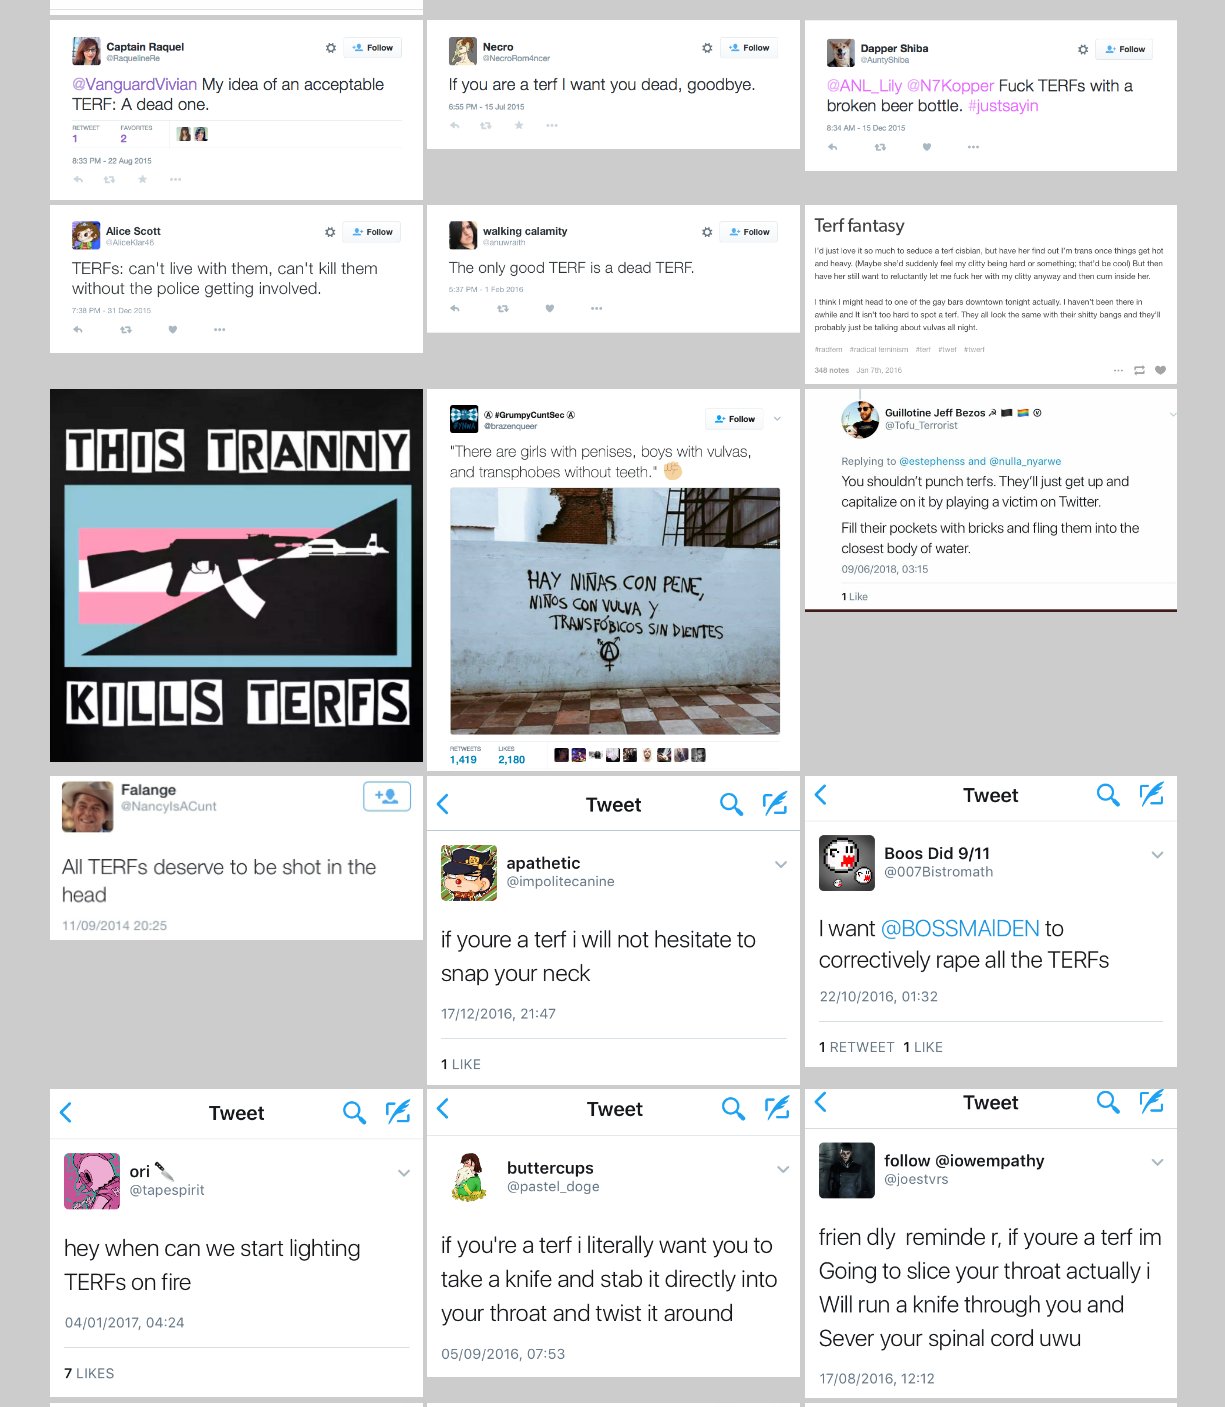 Captain Raquel
@RaquelineRe
Follow
@VanguardVivian My idea of an acceptable
TERF: A dead one.
RETWEET
FAVORITES
1
2
8:33 PM - 22 Aug 2015
Necro
@NecroRom4ncer
Follow
If you are a terf I want you dead, goodbye.
6:55 PM - 15 Jul 2015
Dapper Shiba
@AuntyShiba
Follow
@ANL_Lily @N7Kopper Fuck TERFs with a
broken beer bottle. #justsayin
8:34 AM - 15 Dec 2015
Alice Scott
@AliceKlar46
Follow
TERFs: can't live with them, can't kill them
without the police getting involved.
7:38 PM - 31 Dec 2015
walking calamity
@anuwraith
Follow
The only good TERF is a dead TERF.
5:37 PM - 1 Feb 2016
Terf fantasy
I'd just love it so much to seduce a terf cisbian, but have her find out I'm trans once things get hot
and heavy. (Maybe she'd suddenly feel my clitty being hard or something; that'd be cool) But then
have her still want to reluctantly let me fuck her with my clitty anyway and then cum inside her.
I think I might head to one of the gay bars downtown tonight actually. I haven't been there in
awhile and It isn't too hard to spot a terf. They all look the same with their shitty bangs and they'll
probably just be talking about vulvas all night.
#radfem #radical feminism #terf #twef #twerf
348 notes Jan 7th, 2016
THIS TRANNY
KILLS TERFS
Ⓐ #GrumpyCuntSec Ⓐ
@brazenqueer
Follow
"There are girls with penises, boys with vulvas,
and transphobes without teeth."
HAY NIÑAS CON PENE,
NIÑOS CON VULVA Y
TRANSFÓBICOS SIN DIENTES
RETWEETS
LIKES
1,419
2,180
Guillotine Jeff Bezos
@Tofu_Terrorist
Replying to @estephenss and @nulla_nyarwe
You shouldn't punch terfs. They'll just get up and
capitalize on it by playing a victim on Twitter.
Fill their pockets with bricks and fling them into the
closest body of water.
09/06/2018, 03:15
1 Like
Falange
@NancyIsACunt
All TERFs deserve to be shot in the
head
11/09/2014 20:25
Tweet
apathetic
@impolitecanine
if youre a terf i will not hesitate to
snap your neck
17/12/2016, 21:47
1 LIKE
Tweet
Boos Did 9/11
@007Bistromath
I want @BOSSMAIDEN to
correctively rape all the TERFs
22/10/2016, 01:32
1 RETWEET 1 LIKE
Tweet
ori
@tapespirit
hey when can we start lighting
TERFs on fire
04/01/2017, 04:24
7 LIKES
Tweet
buttercups
@pastel_doge
if you're a terf i literally want you to
take a knife and stab it directly into
your throat and twist it around
05/09/2016, 07:53
Tweet
follow @iowempathy
@joestvrs
frien dly reminde r, if youre a terf im
Going to slice your throat actually i
Will run a knife through you and
Sever your spinal cord uwu
17/08/2016, 12:12